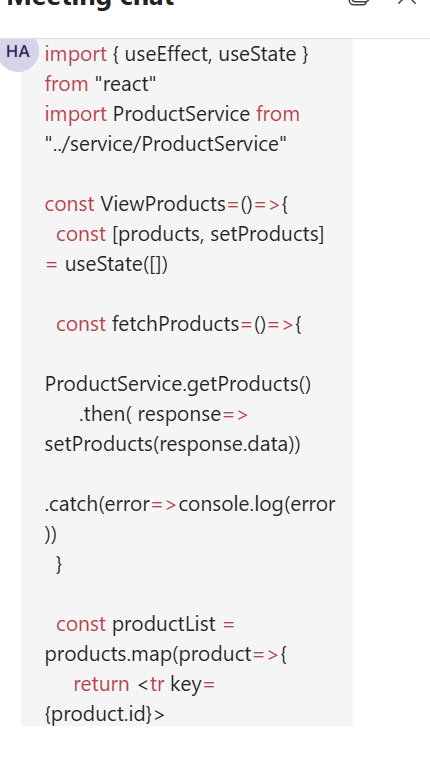 Meeting chat
HA
import { useEffect, useState }
from "react"
import ProductService from
"../service/ProductService"
const ViewProducts=()=>{
const [products, setProducts]
= useState([])
const fetchProducts=()=>{
ProductService.getProducts()
.then( response=>
setProducts(response.data))
.catch(error=>console.log(error
))
}
const productList =
products.map(product=>{
return <tr key=
{product.id}>